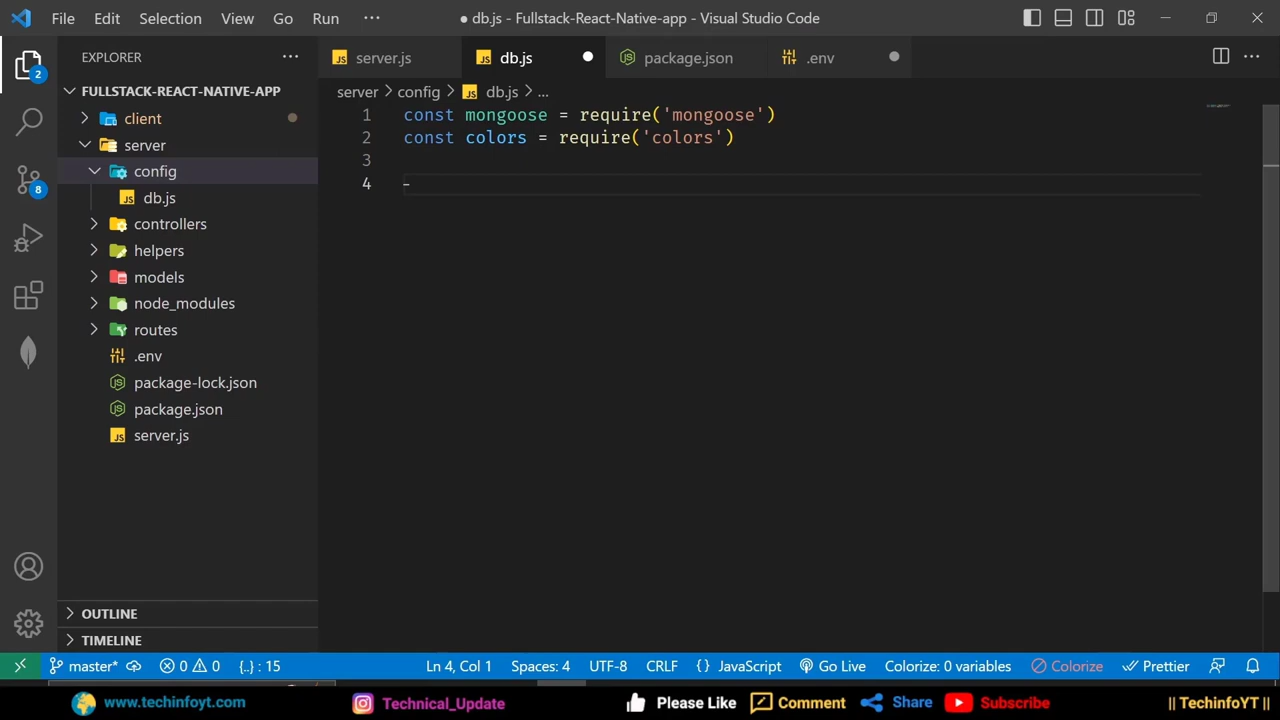 File Edit Selection View Go Run ···
● db.js - Fullstack-React-Native-app - Visual Studio Code
EXPLORER ···
server.js
db.js
package.json
.env
2
FULLSTACK-REACT-NATIVE-APP
client
server
config
db.js
controllers
helpers
models
node_modules
routes
.env
package-lock.json
package.json
server.js
8
OUTLINE
TIMELINE
server > config > db.js > ...
1 const mongoose = require('mongoose')
2 const colors = require('colors')
3
4
master* 0 0 {..} : 15 Ln 4, Col 1 Spaces: 4 UTF-8 CRLF {} JavaScript Go Live Colorize: 0 variables Colorize Prettier
www.techinfoyt.com Technical_Update Please Like Comment Share Subscribe || TechinfoYT ||